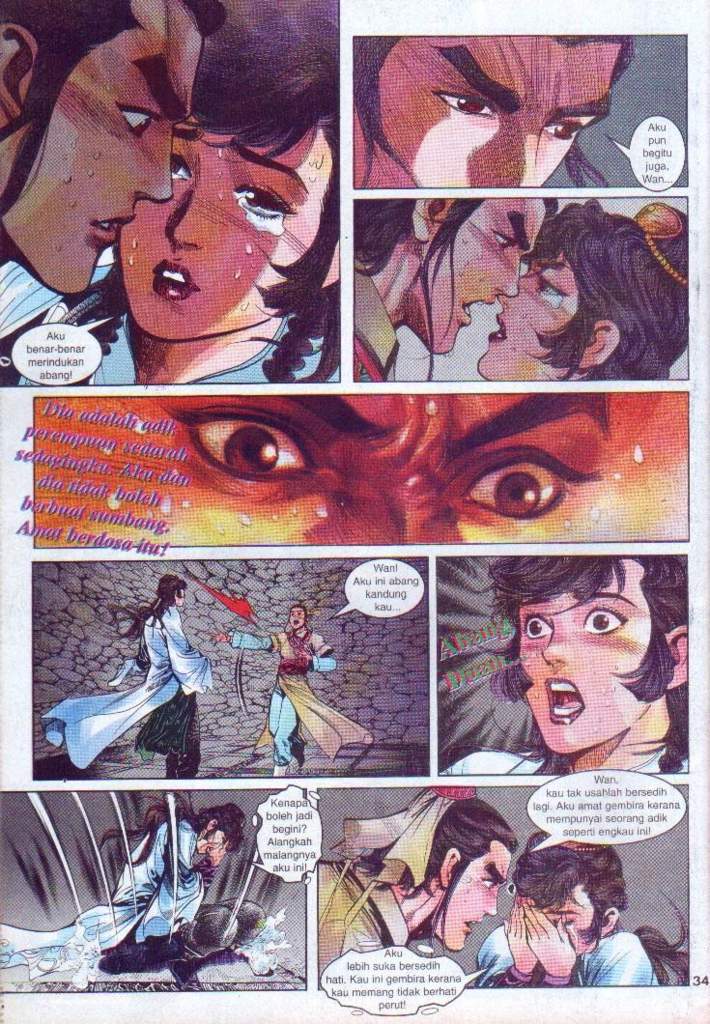 Aku
benar-benar
merindukan
abang!
Aku
pun
begitu
juga,
Wan...
Dia adalah adik
perempuan sedarah
sedagingku. Aku dan
dia tidak boleh
berbuat sumbang,
Amat berdosa itu!
Wan!
Aku ini abang
kandung
kau...
Abang
Kenapa
boleh jadi
begini?
Alangkah
malangnya
aku ini!
Wan,
kau tak usahlah bersedih
lagi. Aku amat gembira kerana
mempunyai seorang adik
seperti engkau ini!
Aku
lebih suka bersedih
hati. Kau ini gembira kerana
kau memang tidak berhati
perut!
34